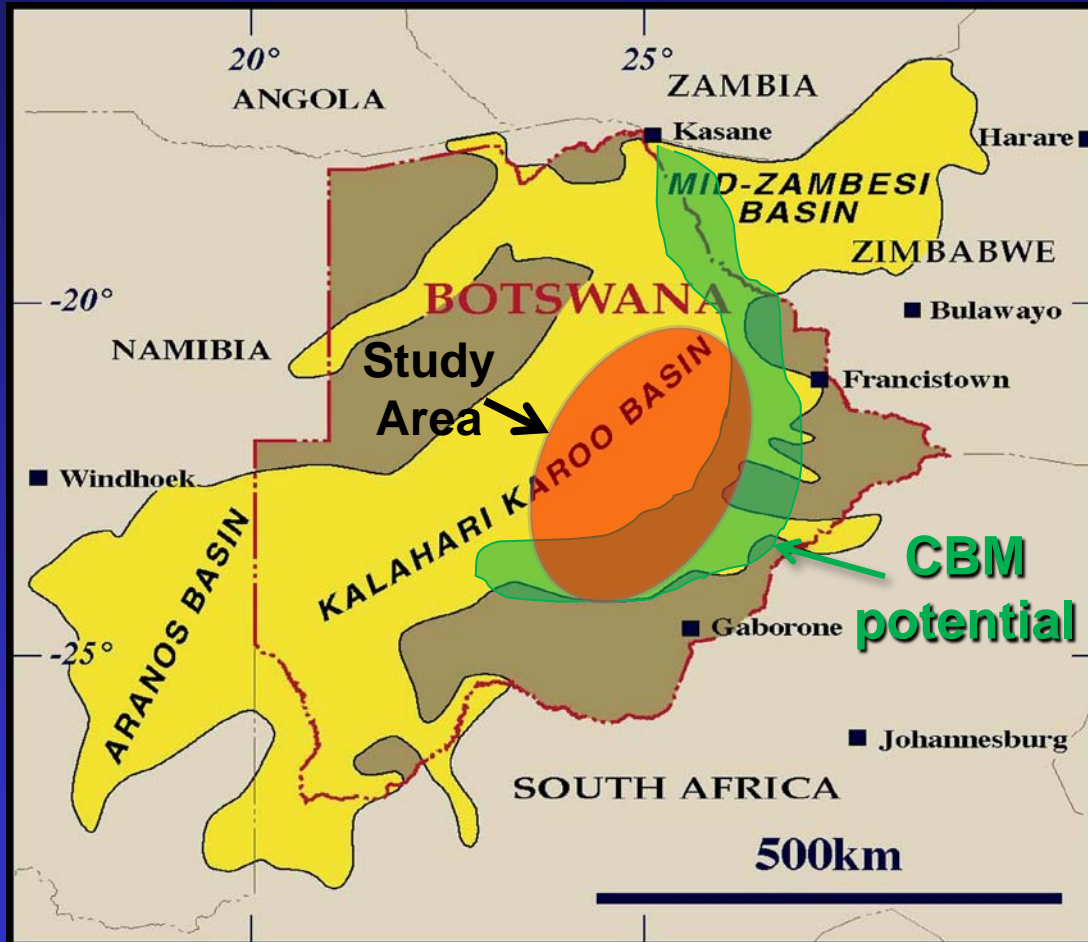 20°
25°
ANGOLA
ZAMBIA
Kasane
Harare
MID-ZAMBESI
BASIN
ZIMBABWE
-20°
BOTSWANA
Bulawayo
NAMIBIA
Study
Area
Francistown
Windhoek
KALAHARI KAROO BASIN
ARANOS BASIN
CBM
potential
Gaborone
-25°
Johannesburg
SOUTH AFRICA
500km